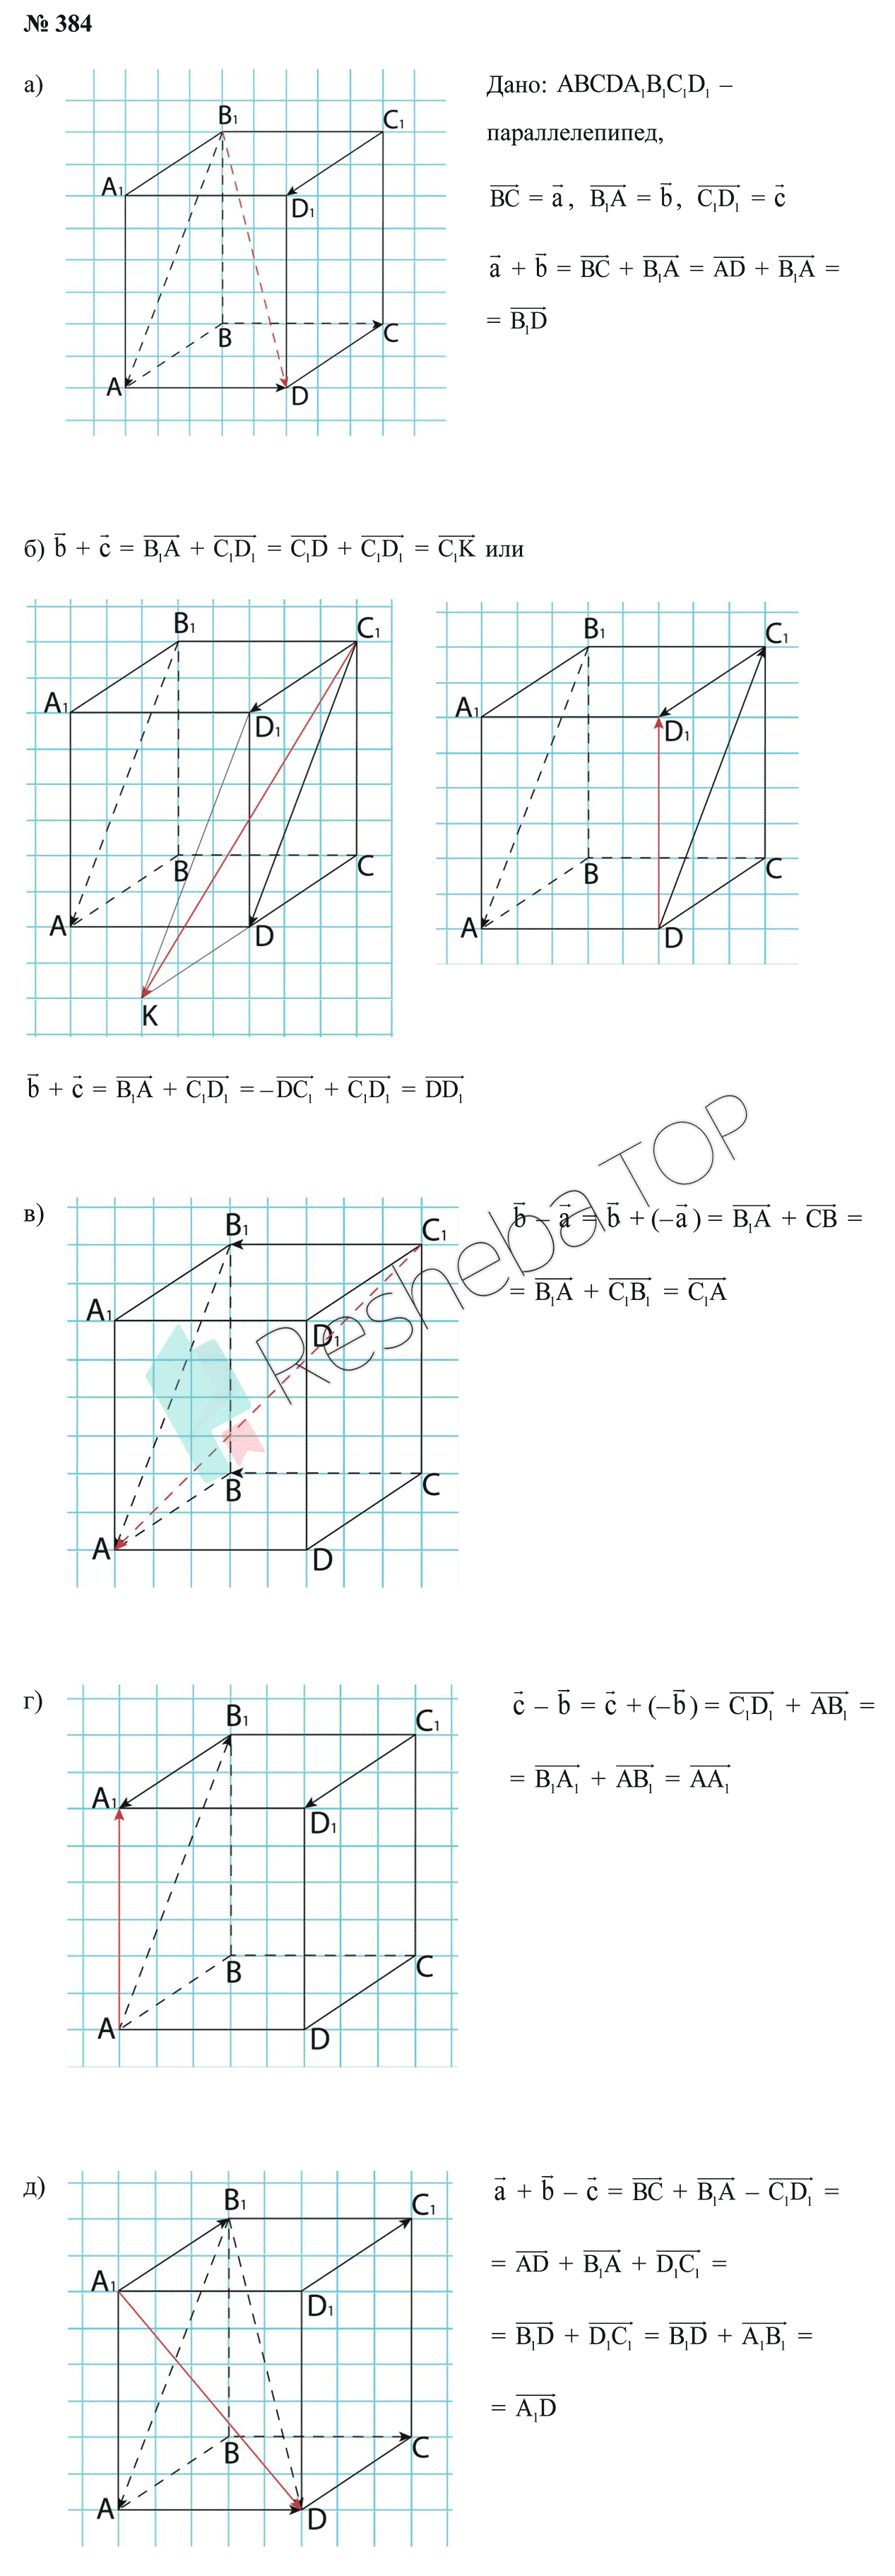 № 384
а)
B₁
C₁
A₁
D₁
B
C
A
D
Дано: ABCDA₁B₁C₁D₁ –
параллелепипед,
B͞C⃗ = a⃗, B₁A⃗ = b⃗, C₁D₁⃗ = c⃗
a⃗ + b⃗ = BC⃗ + B₁A⃗ = AD⃗ + B₁A⃗ =
= B₁D⃗
б) b⃗ + c⃗ = B₁A⃗ + C₁D₁⃗ = C₁D⃗ + C₁D₁⃗ = C₁K⃗ или
B₁
C₁
A₁
D₁
B
C
A
D
K
B₁
C₁
A₁
D₁
B
C
A
D
b⃗ + c⃗ = B₁A⃗ + C₁D₁⃗ = –DC₁⃗ + C₁D₁⃗ = DD₁⃗
ReshebaTOP
в)
B₁
C₁
A₁
D₁
B
C
A
D
b⃗ – a⃗ = b⃗ + (–a⃗) = B₁A⃗ + CB⃗ =
= B₁A⃗ + C₁B₁⃗ = C₁A⃗
г)
B₁
C₁
A₁
D₁
B
C
A
D
c⃗ – b⃗ = c⃗ + (–b⃗) = C₁D₁⃗ + AB₁⃗ =
= B₁A₁⃗ + AB₁⃗ = AA₁⃗
д)
B₁
C₁
A₁
D₁
B
C
A
D
a⃗ + b⃗ – c⃗ = BC⃗ + B₁A⃗ – C₁D₁⃗ =
= AD⃗ + B₁A⃗ + D₁C₁⃗ =
= B₁D⃗ + D₁C₁⃗ = B₁D⃗ + A₁B₁⃗ =
= A₁D⃗